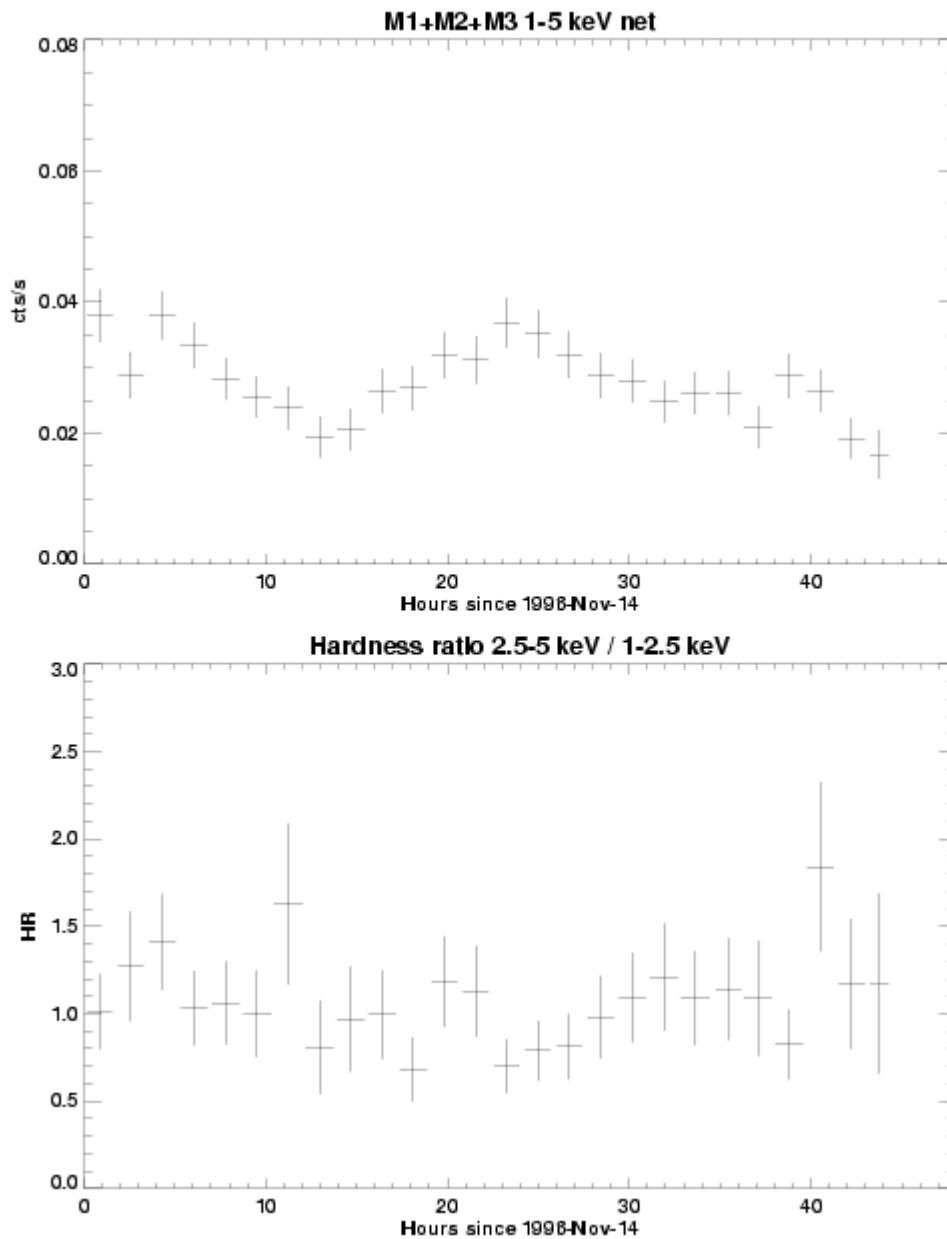 M1+M2+M3 1-5 keV net
0.08
0.06
0.04
0.02
0.00
cts/s
0 10 20 30 40
Hours since 1996-Nov-14
Hardness ratio 2.5-5 keV / 1-2.5 keV
3.0
2.5
2.0
1.5
1.0
0.5
0.0
HR
0 10 20 30 40
Hours since 1996-Nov-14